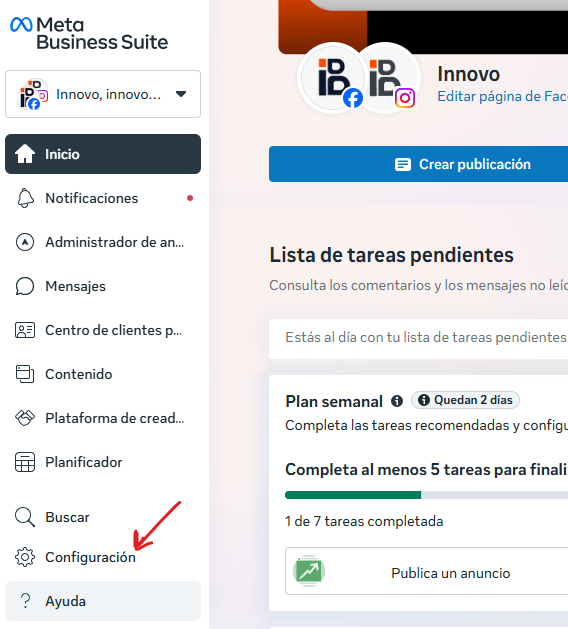 Meta
Business Suite
Innovo, innovo...
Inicio
Notificaciones
Administrador de an...
Mensajes
Centro de clientes p...
Contenido
Plataforma de cread...
Planificador
Buscar
Configuración
Ayuda
Innovo
Editar página de Fac
Crear publicación
Lista de tareas pendientes
Consulta los comentarios y los mensajes no leíd
Estás al día con tu lista de tareas pendientes.
Plan semanal
Quedan 2 días
Completa las tareas recomendadas y configu
Completa al menos 5 tareas para finaliz
1 de 7 tareas completada
Publica un anuncio